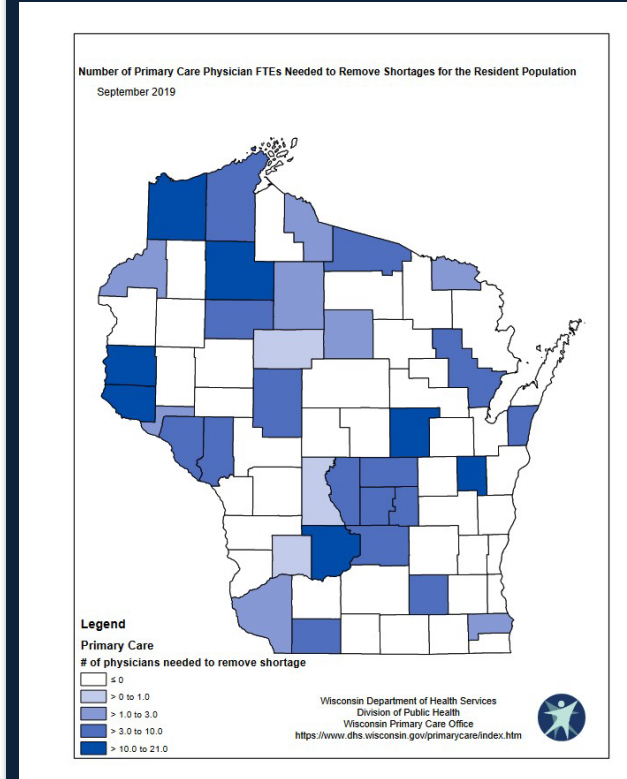 Number of Primary Care Physician FTEs Needed to Remove Shortages for the Resident Population
September 2019
Legend
Primary Care
# of physicians needed to remove shortage
≤ 0
> 0 to 1.0
> 1.0 to 3.0
> 3.0 to 10.0
> 10.0 to 21.0
Wisconsin Department of Health Services
Division of Public Health
Wisconsin Primary Care Office
https://www.dhs.wisconsin.gov/primarycare/index.htm